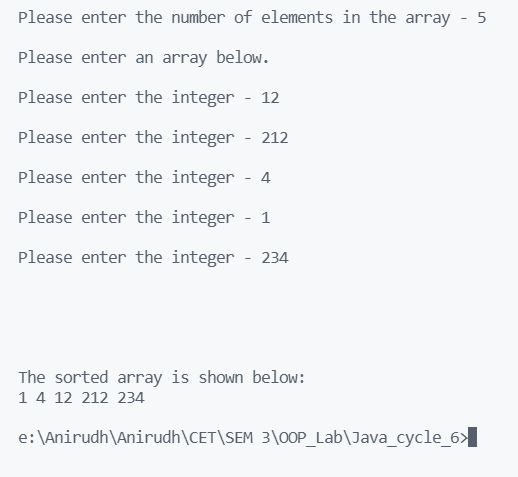 Please enter the number of elements in the array - 5
Please enter an array below.
Please enter the integer - 12
Please enter the integer - 212
Please enter the integer - 4
Please enter the integer - 1
Please enter the integer - 234
The sorted array is shown below:
1 4 12 212 234
e:\Anirudh\Anirudh\CET\SEM 3\OOP_Lab\Java_cycle_6>